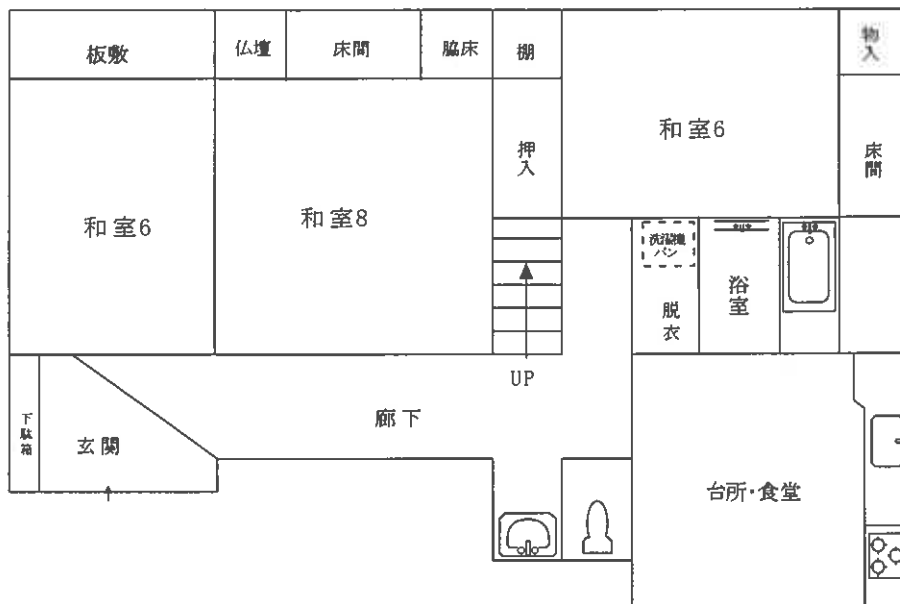 板敷
仏壇
床間
脇床
棚
物入
和室6
押入
床間
和室6
和室8
洗濯機
パン
浴室
脱衣
UP
下駄箱
玄関
廊下
台所・食堂